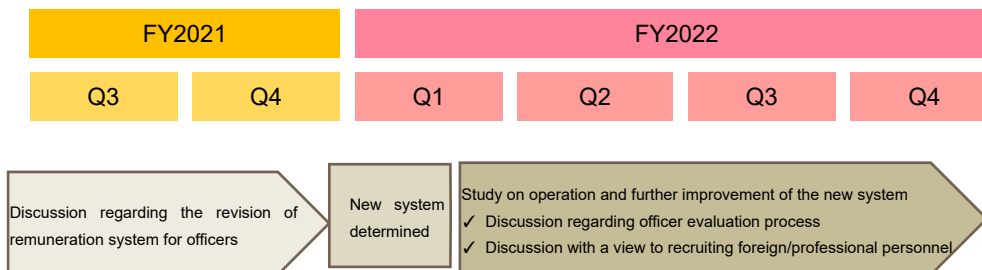 FY2021
FY2022
Q3
Q4
Q1
Q2
Q3
Q4
Discussion regarding the revision of
remuneration system for officers
New system
determined
Study on operation and further improvement of the new system
✓ Discussion regarding officer evaluation process
✓ Discussion with a view to recruiting foreign/professional personnel